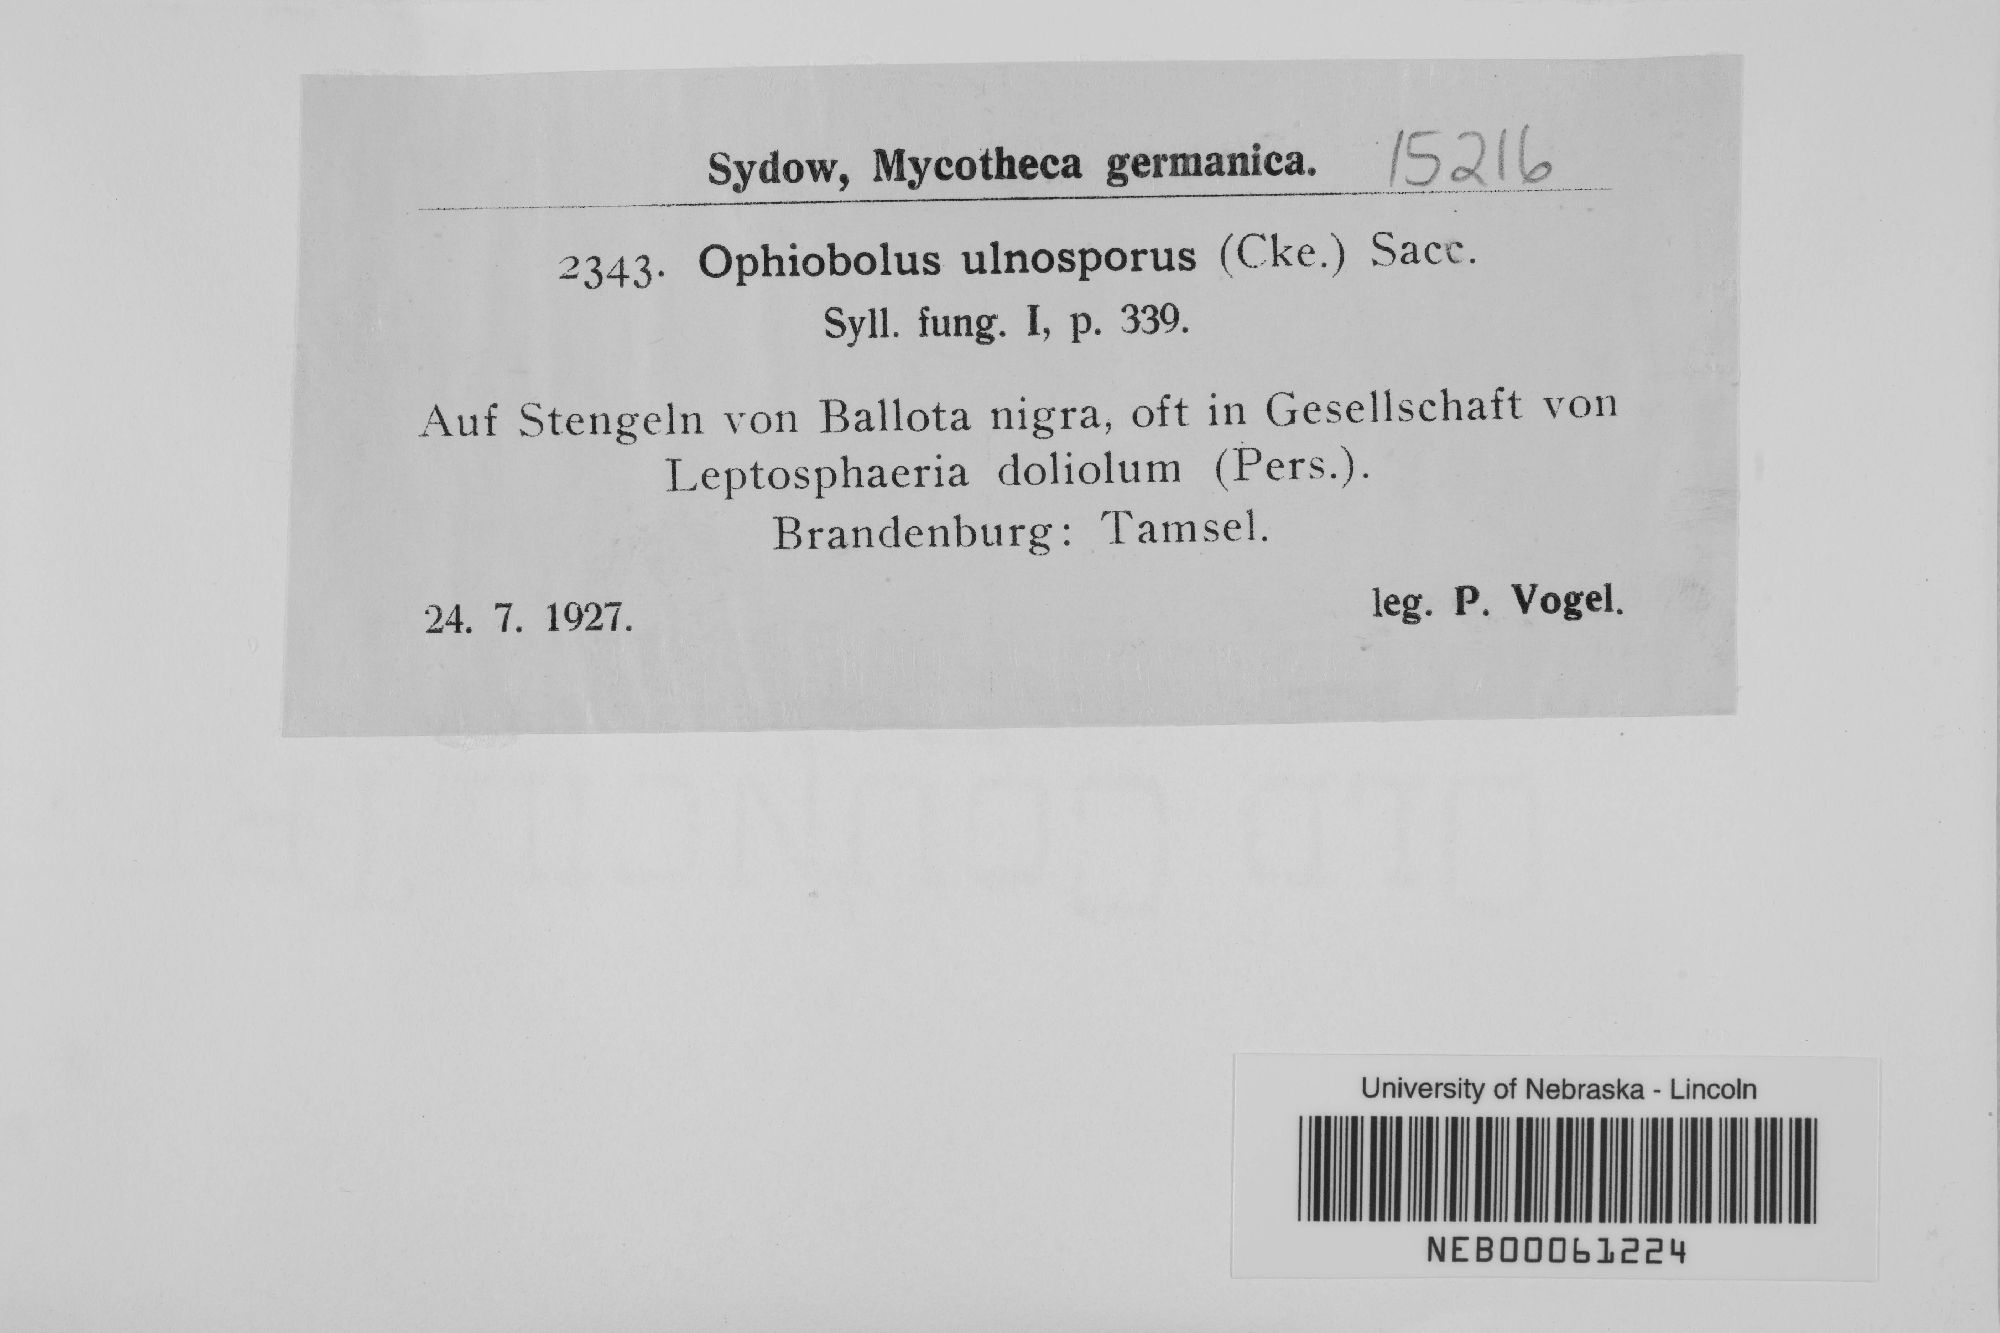 Sydow, Mycotheca germanica. 15216
2343. Ophiobolus ulnosporus (Cke.) Sacc.
Syll. fung. I, p. 339.
Auf Stengeln von Ballota nigra, oft in Gesellschaft von
Leptosphaeria doliolum (Pers.).
Brandenburg: Tamsel.
24. 7. 1927. leg. P. Vogel.
University of Nebraska - Lincoln
NEB00061224